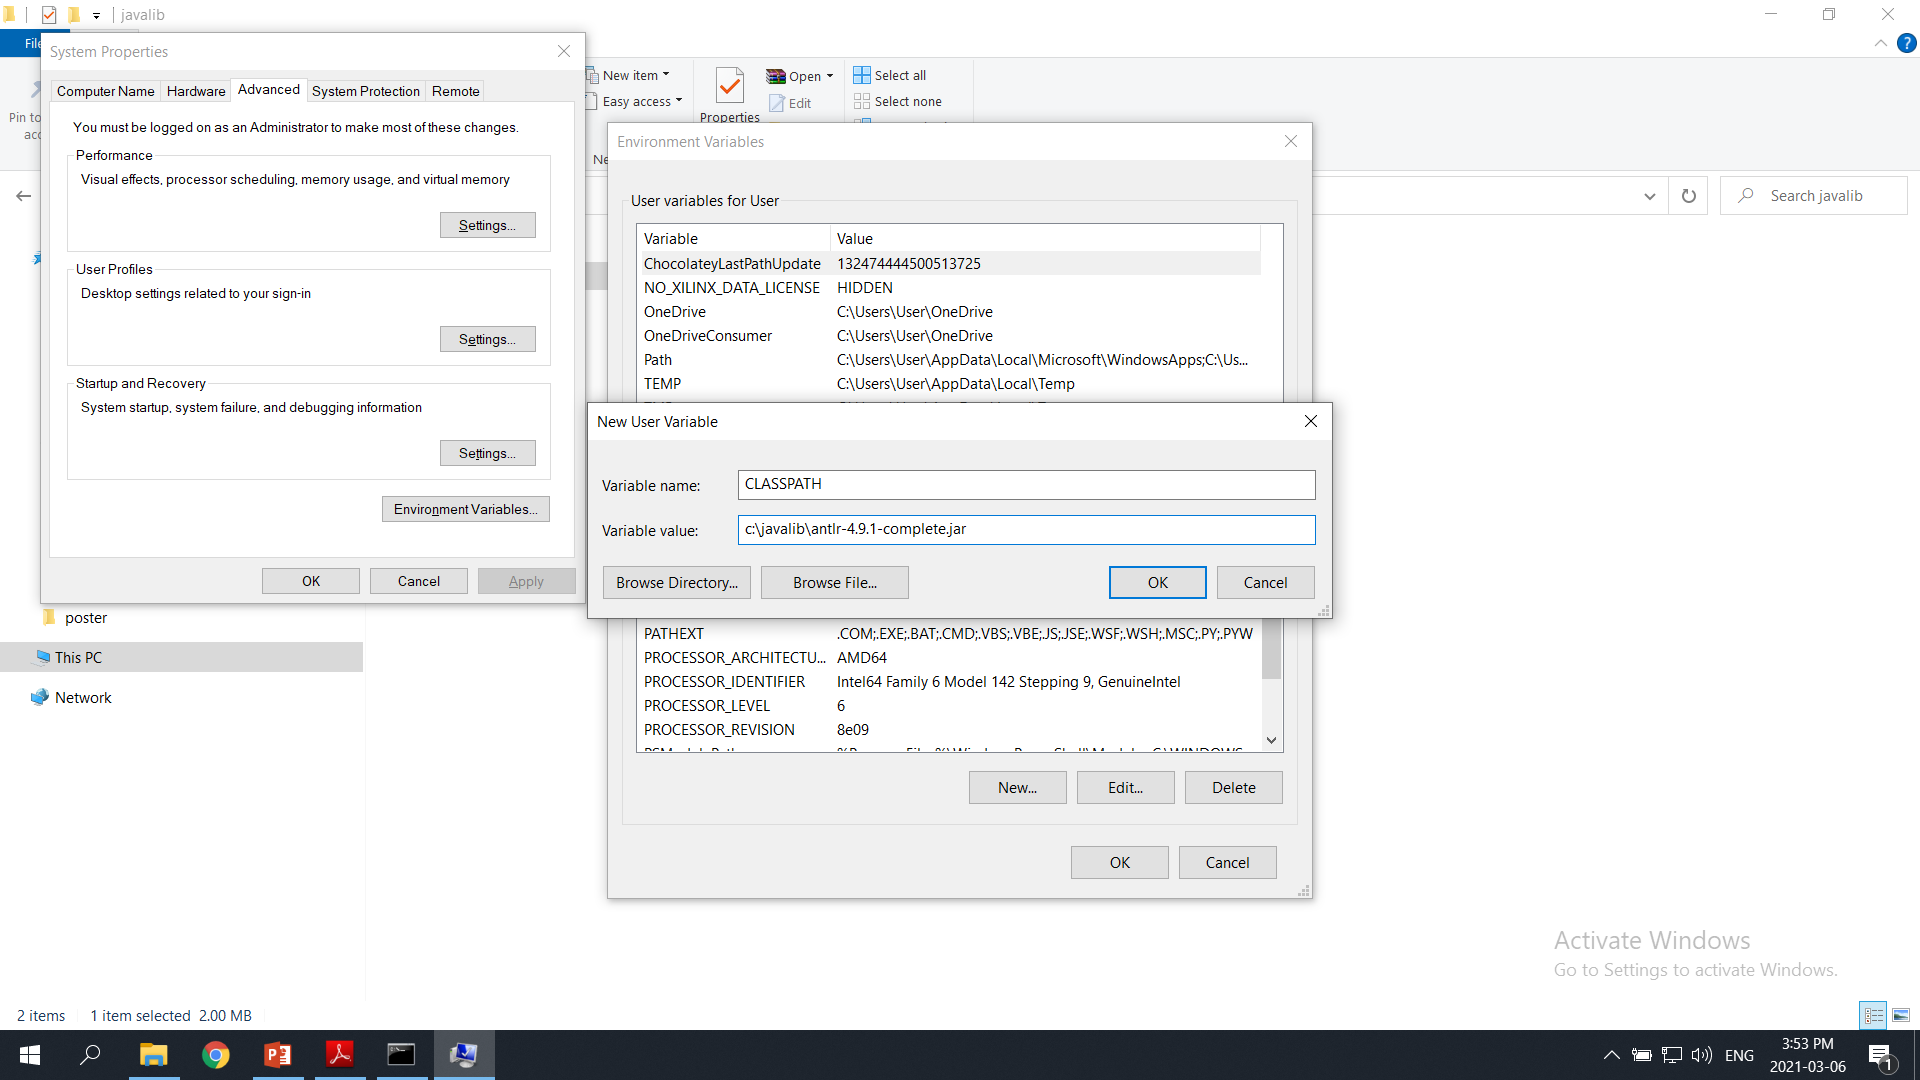 javalib
File
System Properties
Computer Name
Hardware
Advanced
System Protection
Remote
You must be logged on as an Administrator to make most of these changes.
Performance
Visual effects, processor scheduling, memory usage, and virtual memory
Settings...
User Profiles
Desktop settings related to your sign-in
Settings...
Startup and Recovery
System startup, system failure, and debugging information
Settings...
Environment Variables...
OK
Cancel
Apply
Pin to
New item
Easy access
Properties
Open
Edit
Select all
Select none
Search javalib
Environment Variables
User variables for User
Variable Value
ChocolateyLastPathUpdate 132474444500513725
NO_XILINX_DATA_LICENSE HIDDEN
OneDrive C:\Users\User\OneDrive
OneDriveConsumer C:\Users\User\OneDrive
Path C:\Users\User\AppData\Local\Microsoft\WindowsApps;C:\Us...
TEMP C:\Users\User\AppData\Local\Temp
New User Variable
Variable name: CLASSPATH
Variable value: c:\javalib\antlr-4.9.1-complete.jar
Browse Directory...
Browse File...
OK
Cancel
PATHEXT .COM;.EXE;.BAT;.CMD;.VBS;.VBE;.JS;.JSE;.WSF;.WSH;.MSC;.PY;.PYW
PROCESSOR_ARCHITECTU... AMD64
PROCESSOR_IDENTIFIER Intel64 Family 6 Model 142 Stepping 9, GenuineIntel
PROCESSOR_LEVEL 6
PROCESSOR_REVISION 8e09
New...
Edit...
Delete
OK
Cancel
poster
This PC
Network
Activate Windows
Go to Settings to activate Windows.
2 items 1 item selected 2.00 MB
ENG
3:53 PM
2021-03-06
1